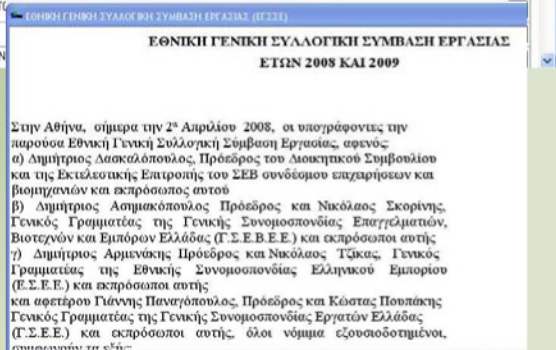 ΕΘΝΙΚΗ ΓΕΝΙΚΗ ΣΥΛΛΟΓΙΚΗ ΣΥΜΒΑΣΗ ΕΡΓΑΣΙΑΣ (ΕΓΣΣΕ)
ΕΘΝΙΚΗ ΓΕΝΙΚΗ ΣΥΛΛΟΓΙΚΗ ΣΥΜΒΑΣΗ ΕΡΓΑΣΙΑΣ
ΕΤΩΝ 2008 ΚΑΙ 2009
Στην Αθήνα, σήμερα την 2α Απριλίου 2008, οι υπογράφοντες την
παρούσα Εθνική Γενική Συλλογική Σύμβαση Εργασίας, αφενός:
α) Δημήτριος Δασκαλόπουλος, Πρόεδρος του Διοικητικού Συμβουλίου
και της Εκτελεστικής Επιτροπής του ΣΕΒ συνδέσμου επιχειρήσεων και
βιομηχανιών και εκπρόσωπος αυτού
β) Δημήτριος Ασημακόπουλος Πρόεδρος και Νικόλαος Σκορίνης,
Γενικός Γραμματέας της Γενικής Συνομοσπονδίας Επαγγελματιών,
Βιοτεχνών και Εμπόρων Ελλάδας (Γ.Σ.Ε.Β.Ε.Ε.) και εκπρόσωποι αυτής
γ) Δημήτριος Αρμενάκης Πρόεδρος και Νικόλαος Τζίκας, Γενικός
Γραμματέας της Εθνικής Συνομοσπονδίας Ελληνικού Εμπορίου
(Ε.Σ.Ε.Ε.) και εκπρόσωποι αυτής
και αφετέρου Γιάννης Παναγόπουλος, Πρόεδρος και Κώστας Πουπάκης
Γενικός Γραμματέας της Γενικής Συνομοσπονδίας Εργατών Ελλάδας
(Γ.Σ.Ε.Ε.) και εκπρόσωποι αυτής, όλοι νόμιμα εξουσιοδοτημένοι,
συμφωνούν τα εξής: